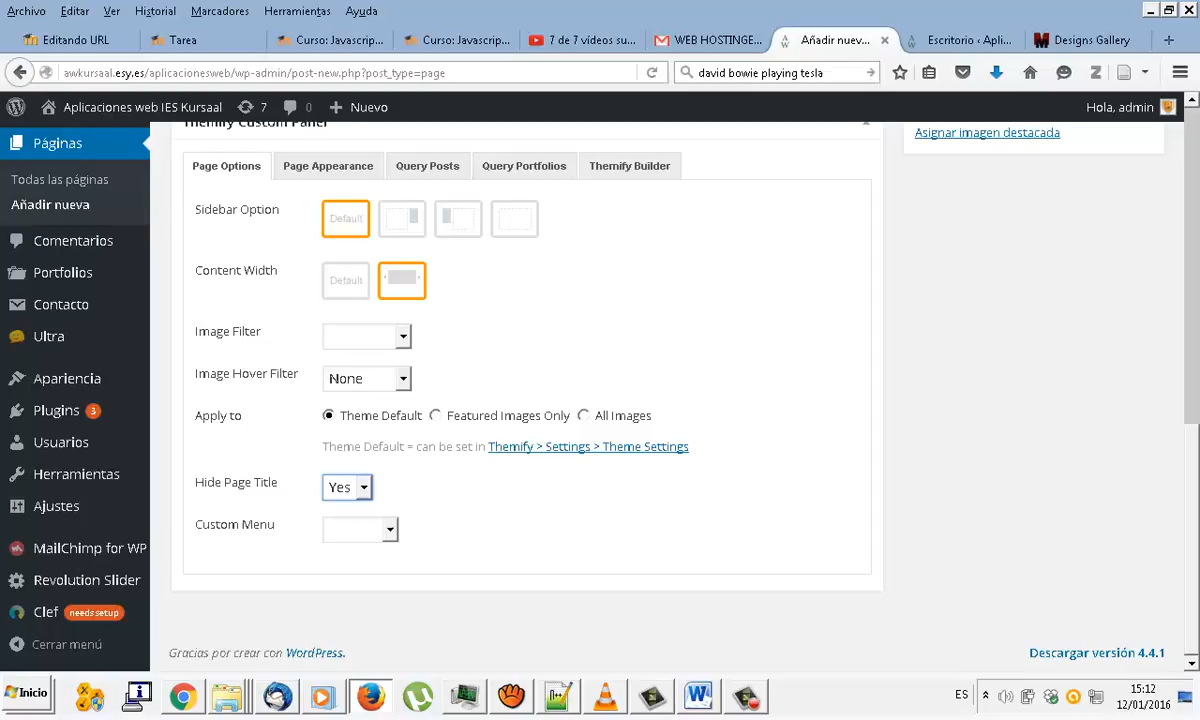 Archivo Editar Ver Historial Marcadores Herramientas Ayuda
Editando URL
Tarea
Curso: Javascrip...
Curso: Javascrip...
7 de 7 vídeos su...
WEB HOSTINGE...
Añadir nuev...
Escritorio ‹ Apli...
Designs Gallery
awkursaal.esy.es/aplicacionesweb/wp-admin/post-new.php?post_type=page
david bowie playing tesla
Aplicaciones web IES Kursaal 7 0 Nuevo
Hola, admin
Páginas
Todas las páginas
Añadir nueva
Comentarios
Portfolios
Contacto
Ultra
Apariencia
Plugins 3
Usuarios
Herramientas
Ajustes
MailChimp for WP
Revolution Slider
Clef needs setup
Cerrar menú
Themify Custom Panel
Page Options Page Appearance Query Posts Query Portfolios Themify Builder
Sidebar Option Default
Content Width Default
Image Filter
Image Hover Filter None
Apply to Theme Default Featured Images Only All Images
Theme Default = can be set in Themify > Settings > Theme Settings
Hide Page Title Yes
Custom Menu
Asignar imagen destacada
Gracias por crear con WordPress.
Descargar versión 4.4.1
Inicio
ES
15:12
12/01/2016